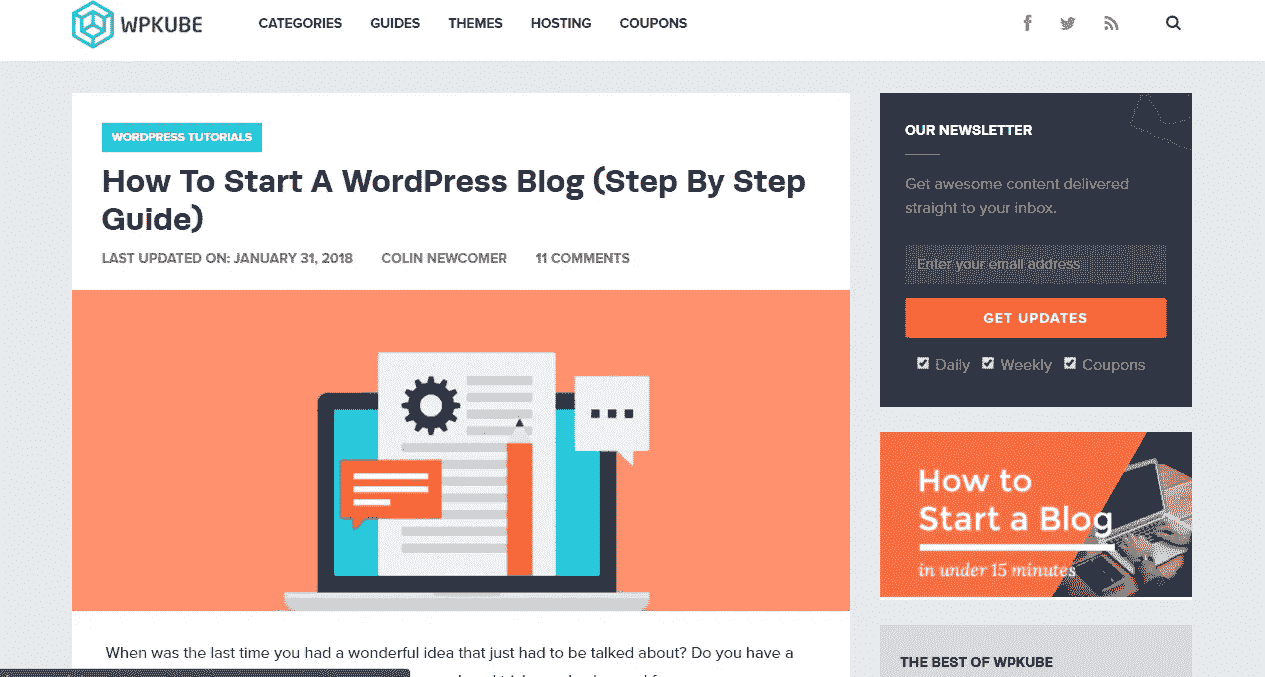 WPKUBE
CATEGORIES GUIDES THEMES HOSTING COUPONS
WORDPRESS TUTORIALS
How To Start A WordPress Blog (Step By Step
Guide)
LAST UPDATED ON: JANUARY 31, 2018 COLIN NEWCOMER 11 COMMENTS
When was the last time you had a wonderful idea that just had to be talked about? Do you have a
OUR NEWSLETTER
Get awesome content delivered
straight to your inbox.
Enter your email address
GET UPDATES
Daily Weekly Coupons
How to
Start a Blog
in under 15 minutes
THE BEST OF WPKUBE